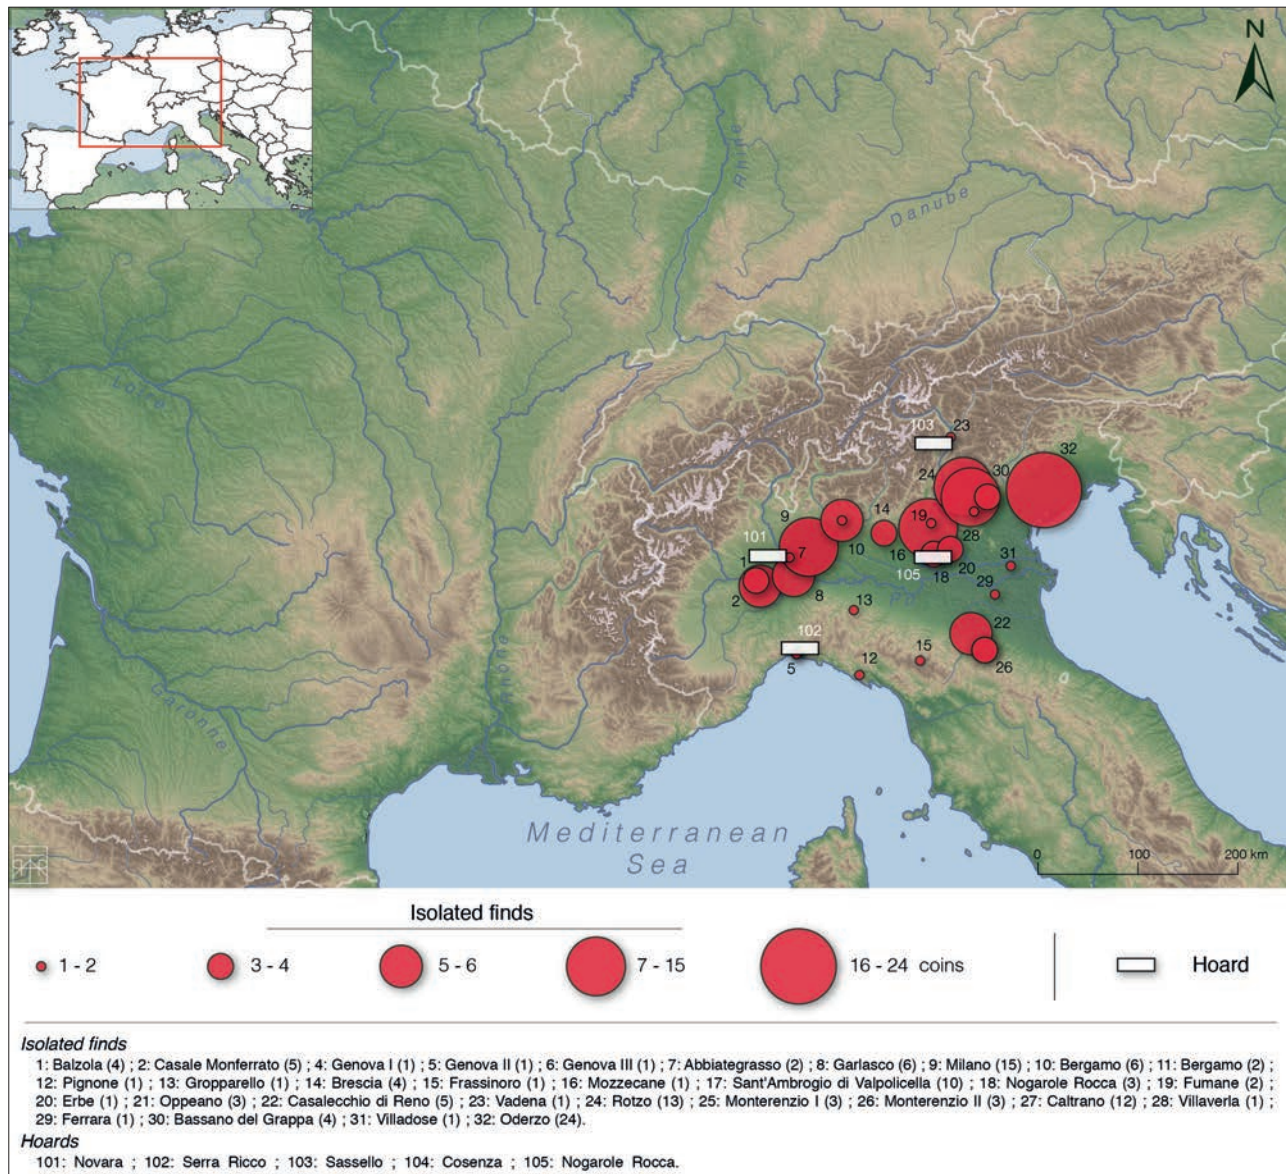 N
Rhine
Danube
Loire
103
23
24
30
32
9
19
14
101
10
28
1
7
16
20
31
105
18
2
8
29
Po
13
22
102
Rhône
15
26
5
12
Garonne
Mediterranean
Sea
0 100 200 km
Isolated finds
1 - 2
3 - 4
5 - 6
7 - 15
16 - 24 coins
Hoard
Isolated finds
1: Balzola (4) ; 2: Casale Monferrato (5) ; 4: Genova I (1) ; 5: Genova II (1) ; 6: Genova III (1) ; 7: Abbiategrasso (2) ; 8: Garlasco (6) ; 9: Milano (15) ; 10: Bergamo (6) ; 11: Bergamo (2) ;
12: Pignone (1) ; 13: Gropparello (1) ; 14: Brescia (4) ; 15: Frassinoro (1) ; 16: Mozzecane (1) ; 17: Sant'Ambrogio di Valpolicella (10) ; 18: Nogarole Rocca (3) ; 19: Fumane (2) ;
20: Erbe (1) ; 21: Oppeano (3) ; 22: Casalecchio di Reno (5) ; 23: Vadena (1) ; 24: Rotzo (13) ; 25: Monterenzio I (3) ; 26: Monterenzio II (3) ; 27: Caltrano (12) ; 28: Villaverla (1) ;
29: Ferrara (1) ; 30: Bassano del Grappa (4) ; 31: Villadose (1) ; 32: Oderzo (24).
Hoards
101: Novara ; 102: Serra Ricco ; 103: Sassello ; 104: Cosenza ; 105: Nogarole Rocca.